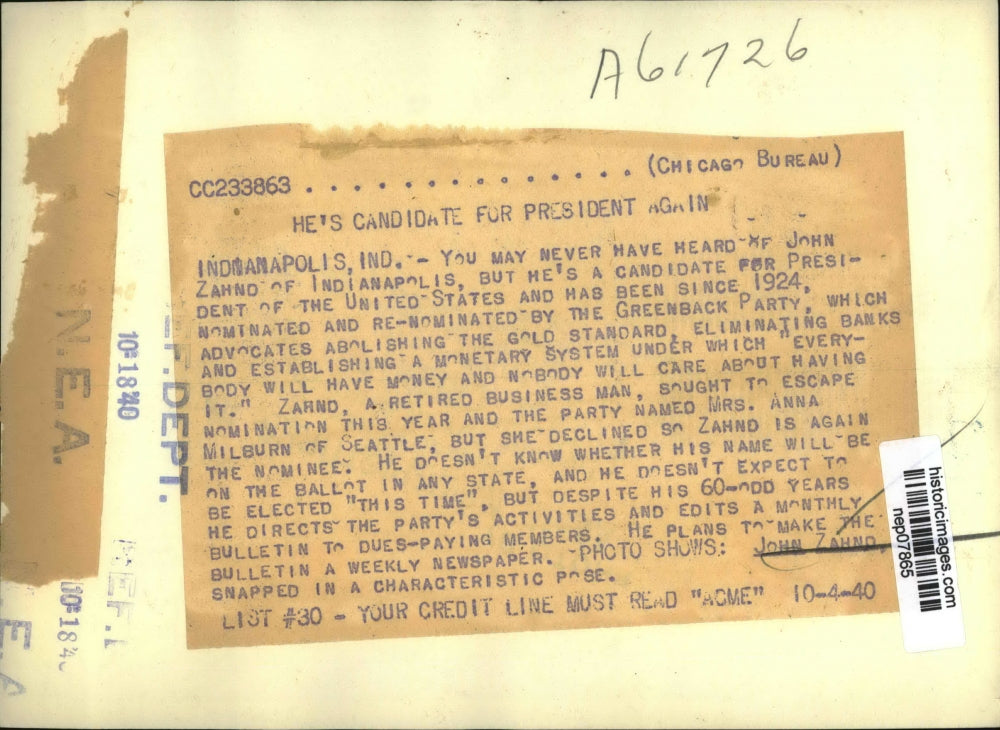 A61726
CC233863 . . . . . . . . . . . . . . . (CHICAGO BUREAU)
HE'S CANDIDATE FOR PRESIDENT AGAIN
INDNANAPOLIS, IND. -- YOU MAY NEVER HAVE HEARD OF JOHN
ZAHND OF INDIANAPOLIS, BUT HE'S A CANDIDATE FOR PRESI-
DENT OF THE UNITED STATES AND HAS BEEN SINCE 1924,
NOMINATED AND RE-NOMINATED BY THE GREENBACK PARTY, WHICH
ADVOCATES ABOLISHING THE GOLD STANDARD, ELIMINATING BANKS
AND ESTABLISHING A MONETARY SYSTEM UNDER WHICH "EVERY-
BODY WILL HAVE MONEY AND NOBODY WILL CARE ABOUT HAVING
IT." ZAHND, A RETIRED BUSINESS MAN, SOUGHT TO ESCAPE
NOMINATION THIS YEAR AND THE PARTY NAMED MRS. ANNA
MILBURN OF SEATTLE, BUT SHE DECLINED SO ZAHND IS AGAIN
THE NOMINEE. HE DOESN'T KNOW WHETHER HIS NAME WILL BE
ON THE BALLOT IN ANY STATE, AND HE DOESN'T EXPECT TO
BE ELECTED "THIS TIME", BUT DESPITE HIS 60-ODD YEARS
HE DIRECTS THE PARTY'S ACTIVITIES AND EDITS A MONTHLY
BULLETIN TO DUES-PAYING MEMBERS. HE PLANS TO MAKE THE
BULLETIN A WEEKLY NEWSPAPER. PHOTO SHOWS: JOHN ZAHND,
SNAPPED IN A CHARACTERISTIC POSE.
LIST #30 - YOUR CREDIT LINE MUST READ "ACME" 10-4-40
N.E.A.
10 18 '40
EF. DEPT.
10 18 '4
REF.
E.A
historicimages.com
nep07865